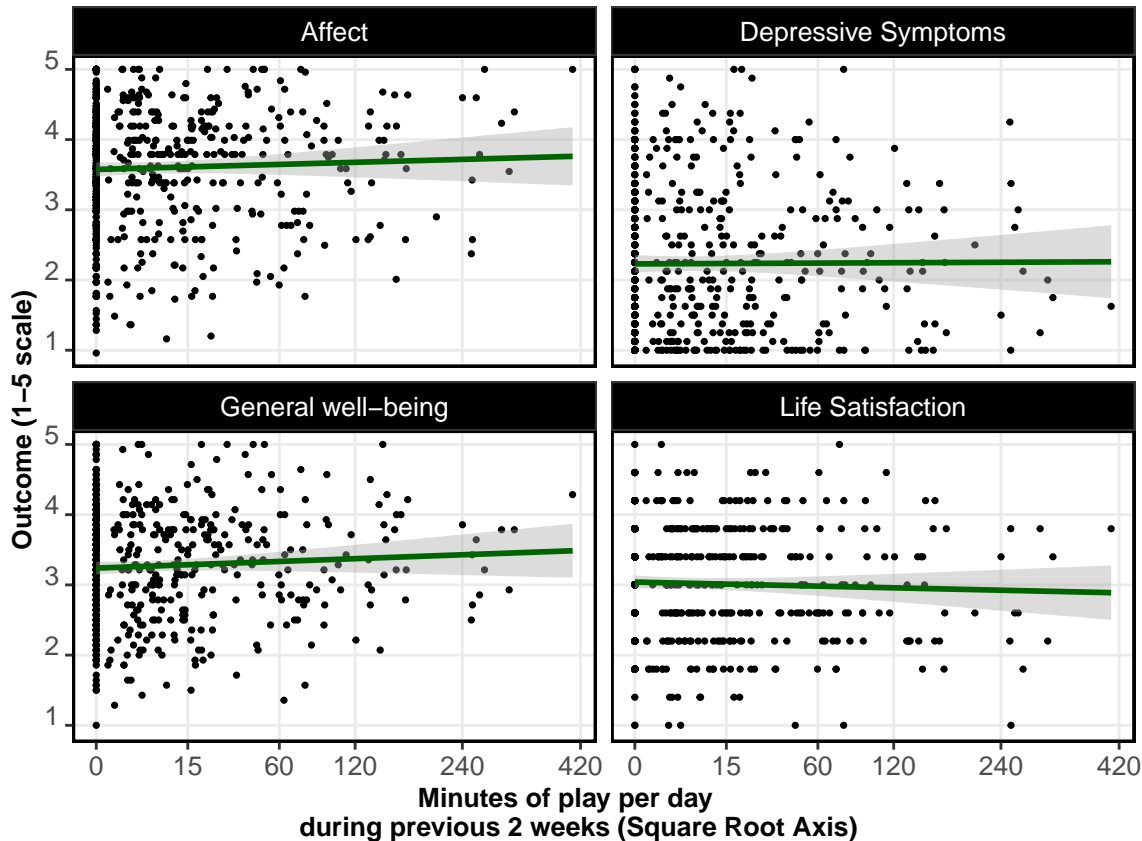 Affect
Depressive Symptoms
5
4
3
2
1
General well−being
Life Satisfaction
5
4
3
2
1
Outcome (1−5 scale)
0 15 60 120 240 420
0 15 60 120 240 420
Minutes of play per day
during previous 2 weeks (Square Root Axis)